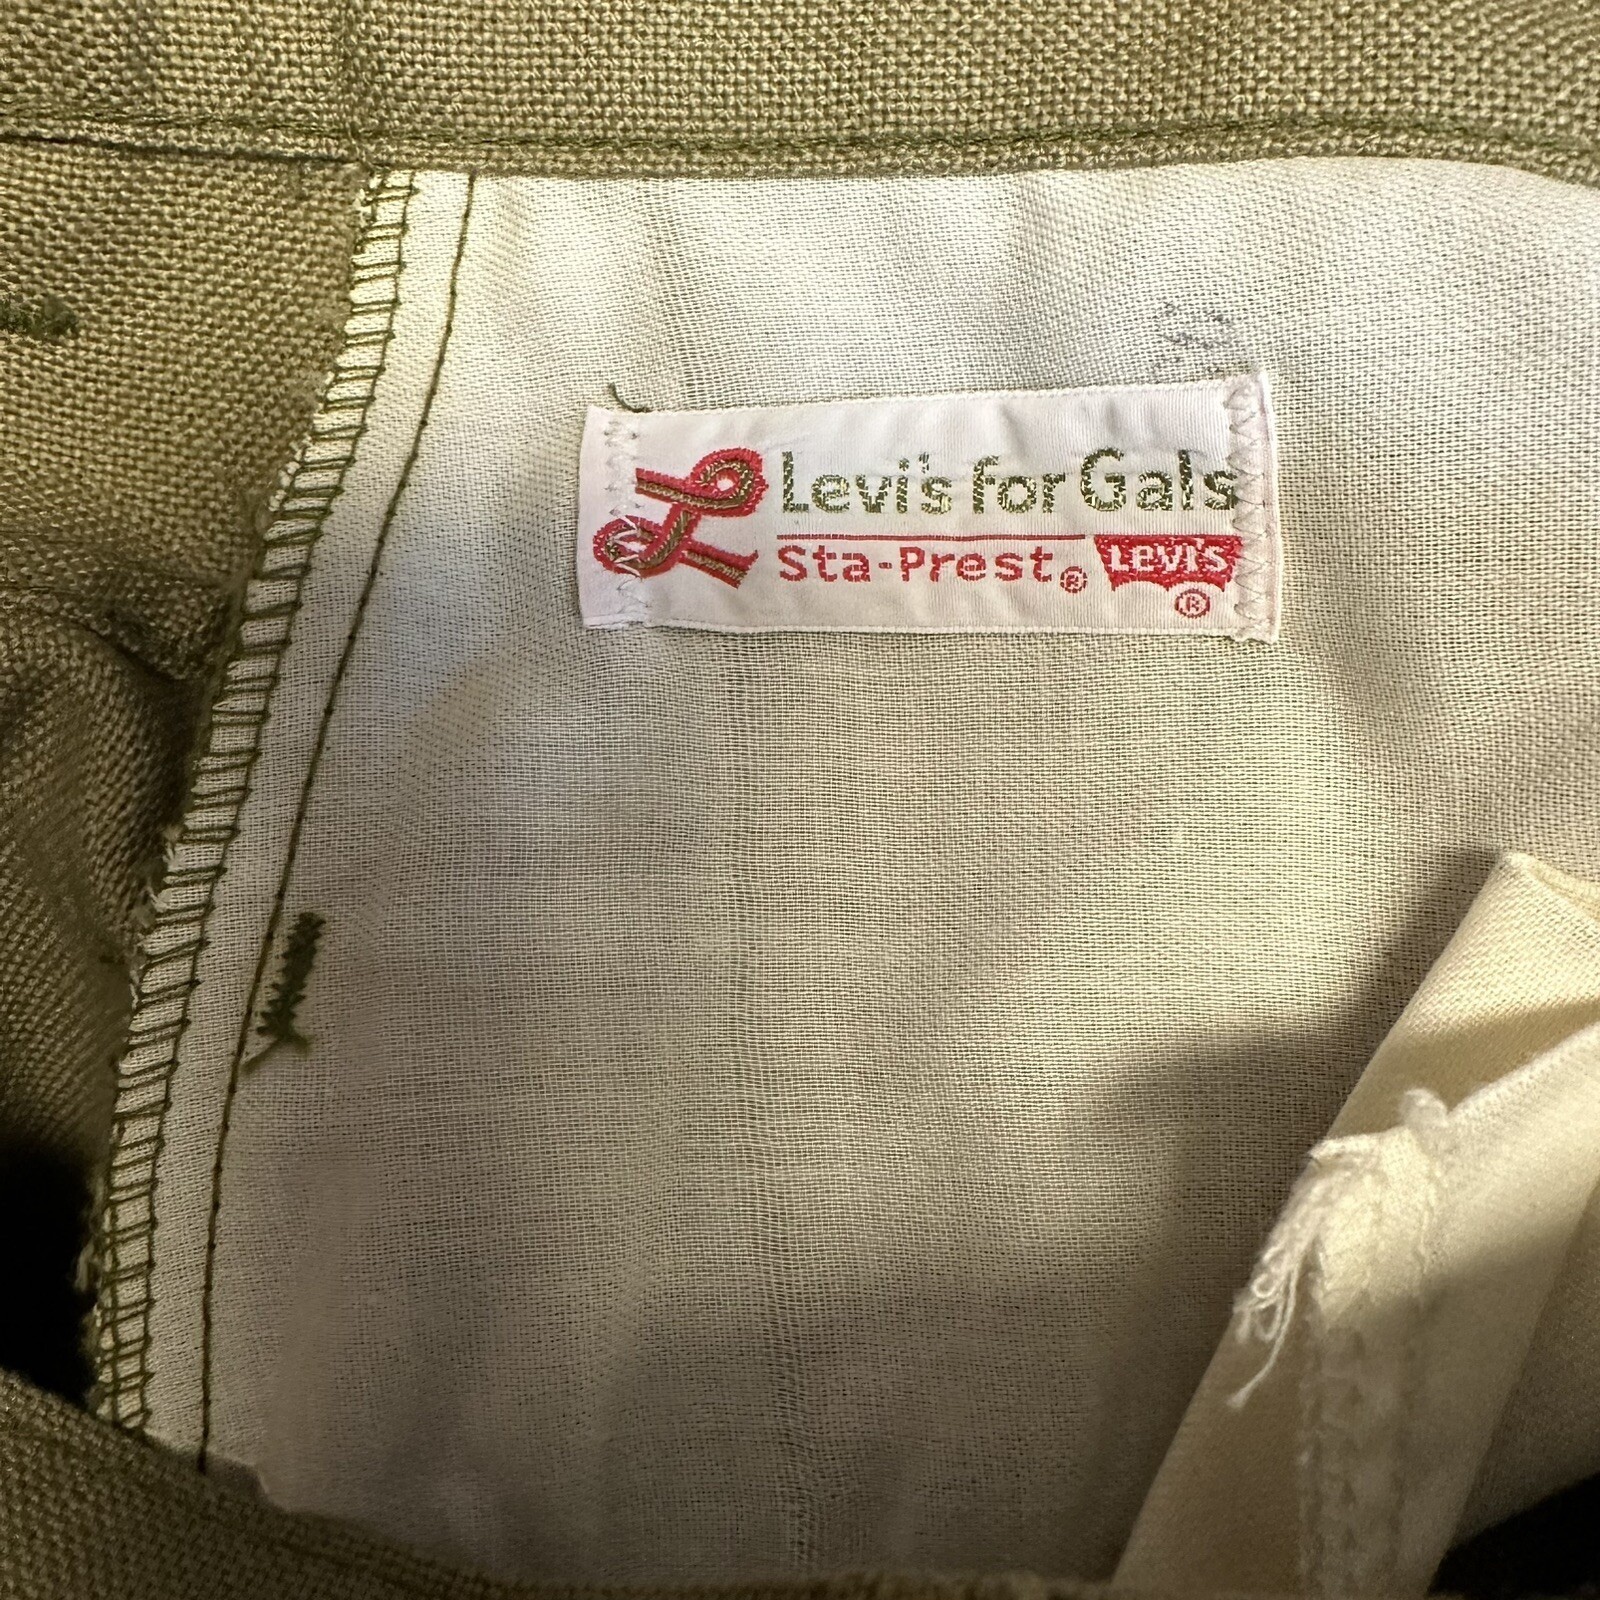 L Levi's for Gals
Sta-Prest® LEVI'S
®